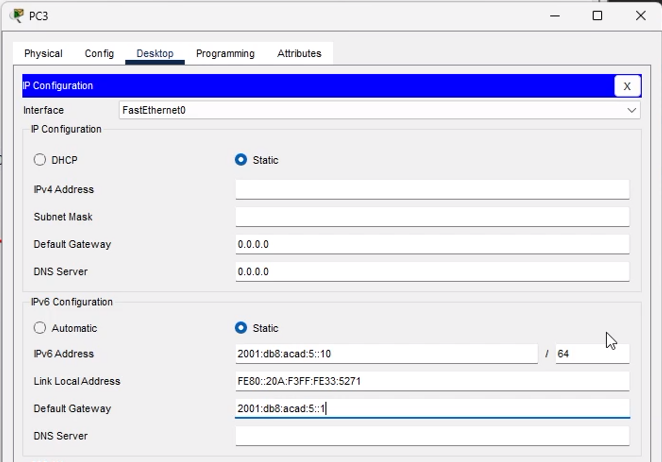 PC3
Physical Config Desktop Programming Attributes
IP Configuration X
Interface FastEthernet0
IP Configuration
DHCP Static
IPv4 Address
Subnet Mask
Default Gateway 0.0.0.0
DNS Server 0.0.0.0
IPv6 Configuration
Automatic Static
IPv6 Address 2001:db8:acad:5::10 / 64
Link Local Address FE80::20A:F3FF:FE33:5271
Default Gateway 2001:db8:acad:5::1
DNS Server